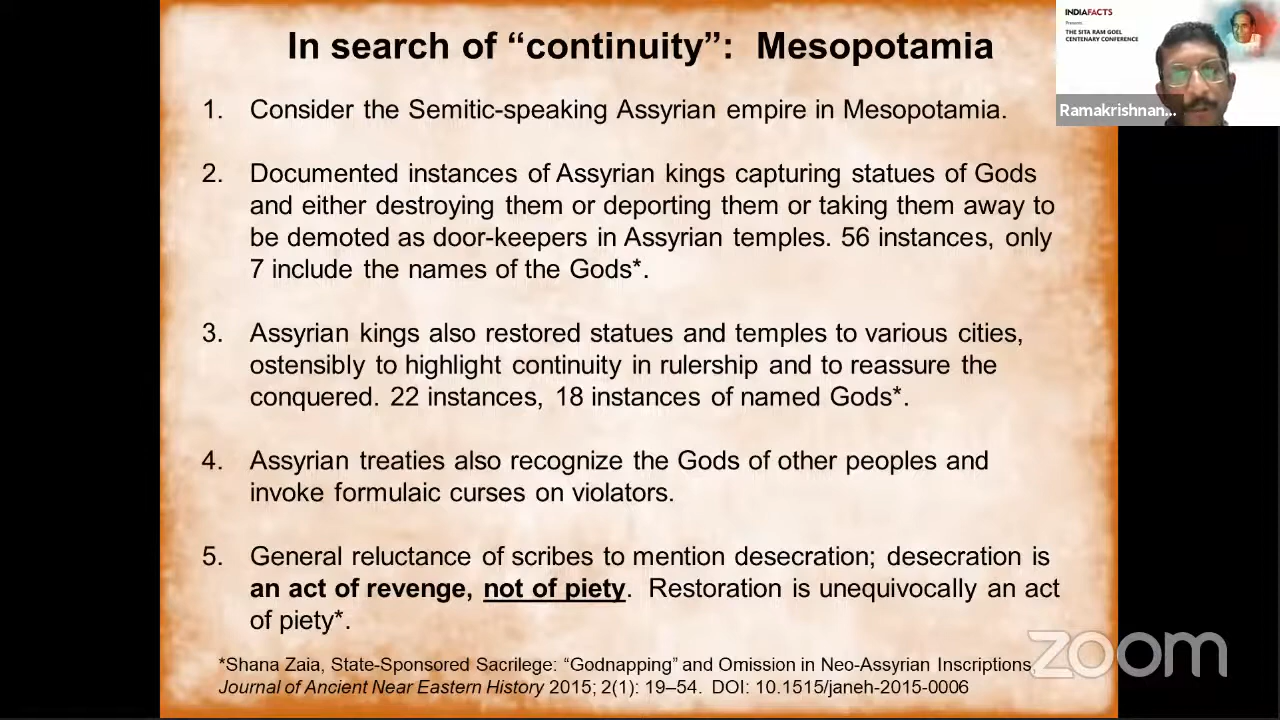 In search of “continuity”:  Mesopotamia
1. Consider the Semitic-speaking Assyrian empire in Mesopotamia.
2. Documented instances of Assyrian kings capturing statues of Gods
and either destroying them or deporting them or taking them away to
be demoted as door-keepers in Assyrian temples. 56 instances, only
7 include the names of the Gods*.
3. Assyrian kings also restored statues and temples to various cities,
ostensibly to highlight continuity in rulership and to reassure the
conquered. 22 instances, 18 instances of named Gods*.
4. Assyrian treaties also recognize the Gods of other peoples and
invoke formulaic curses on violators.
5. General reluctance of scribes to mention desecration; desecration is
an act of revenge, not of piety.  Restoration is unequivocally an act
of piety*.
*Shana Zaia, State-Sponsored Sacrilege: “Godnapping” and Omission in Neo-Assyrian Inscriptions,
Journal of Ancient Near Eastern History 2015; 2(1): 19–54.  DOI: 10.1515/janeh-2015-0006
INDIAFACTS
Presents
THE SITA RAM GOEL
CENTENARY CONFERENCE
Ramakrishnan...
zoom